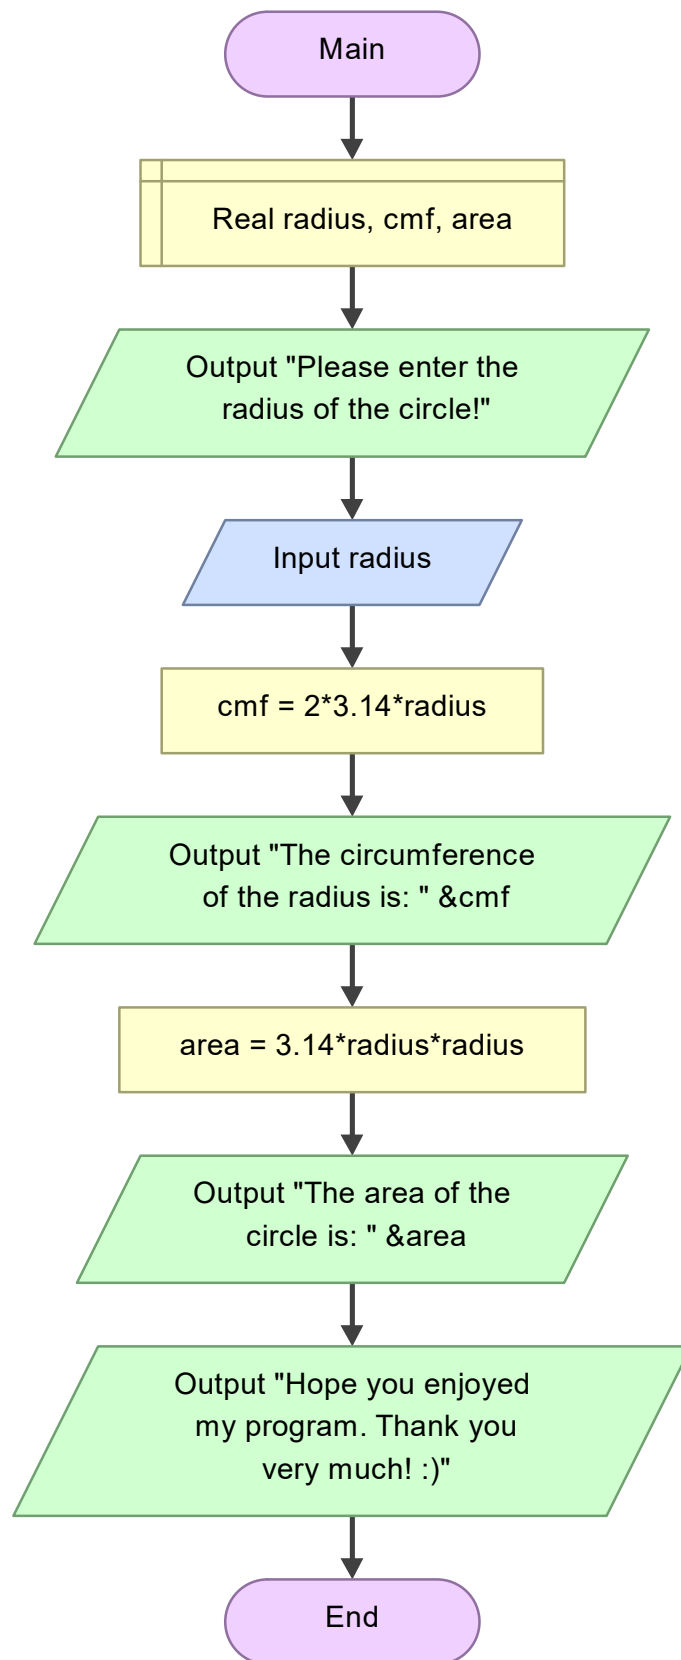 Main
Real radius, cmf, area
Output "Please enter the
radius of the circle!"
Input radius
cmf = 2*3.14*radius
Output "The circumference
of the radius is: " &cmf
area = 3.14*radius*radius
Output "The area of the
circle is: " &area
Output "Hope you enjoyed
my program. Thank you
very much! :)"
End